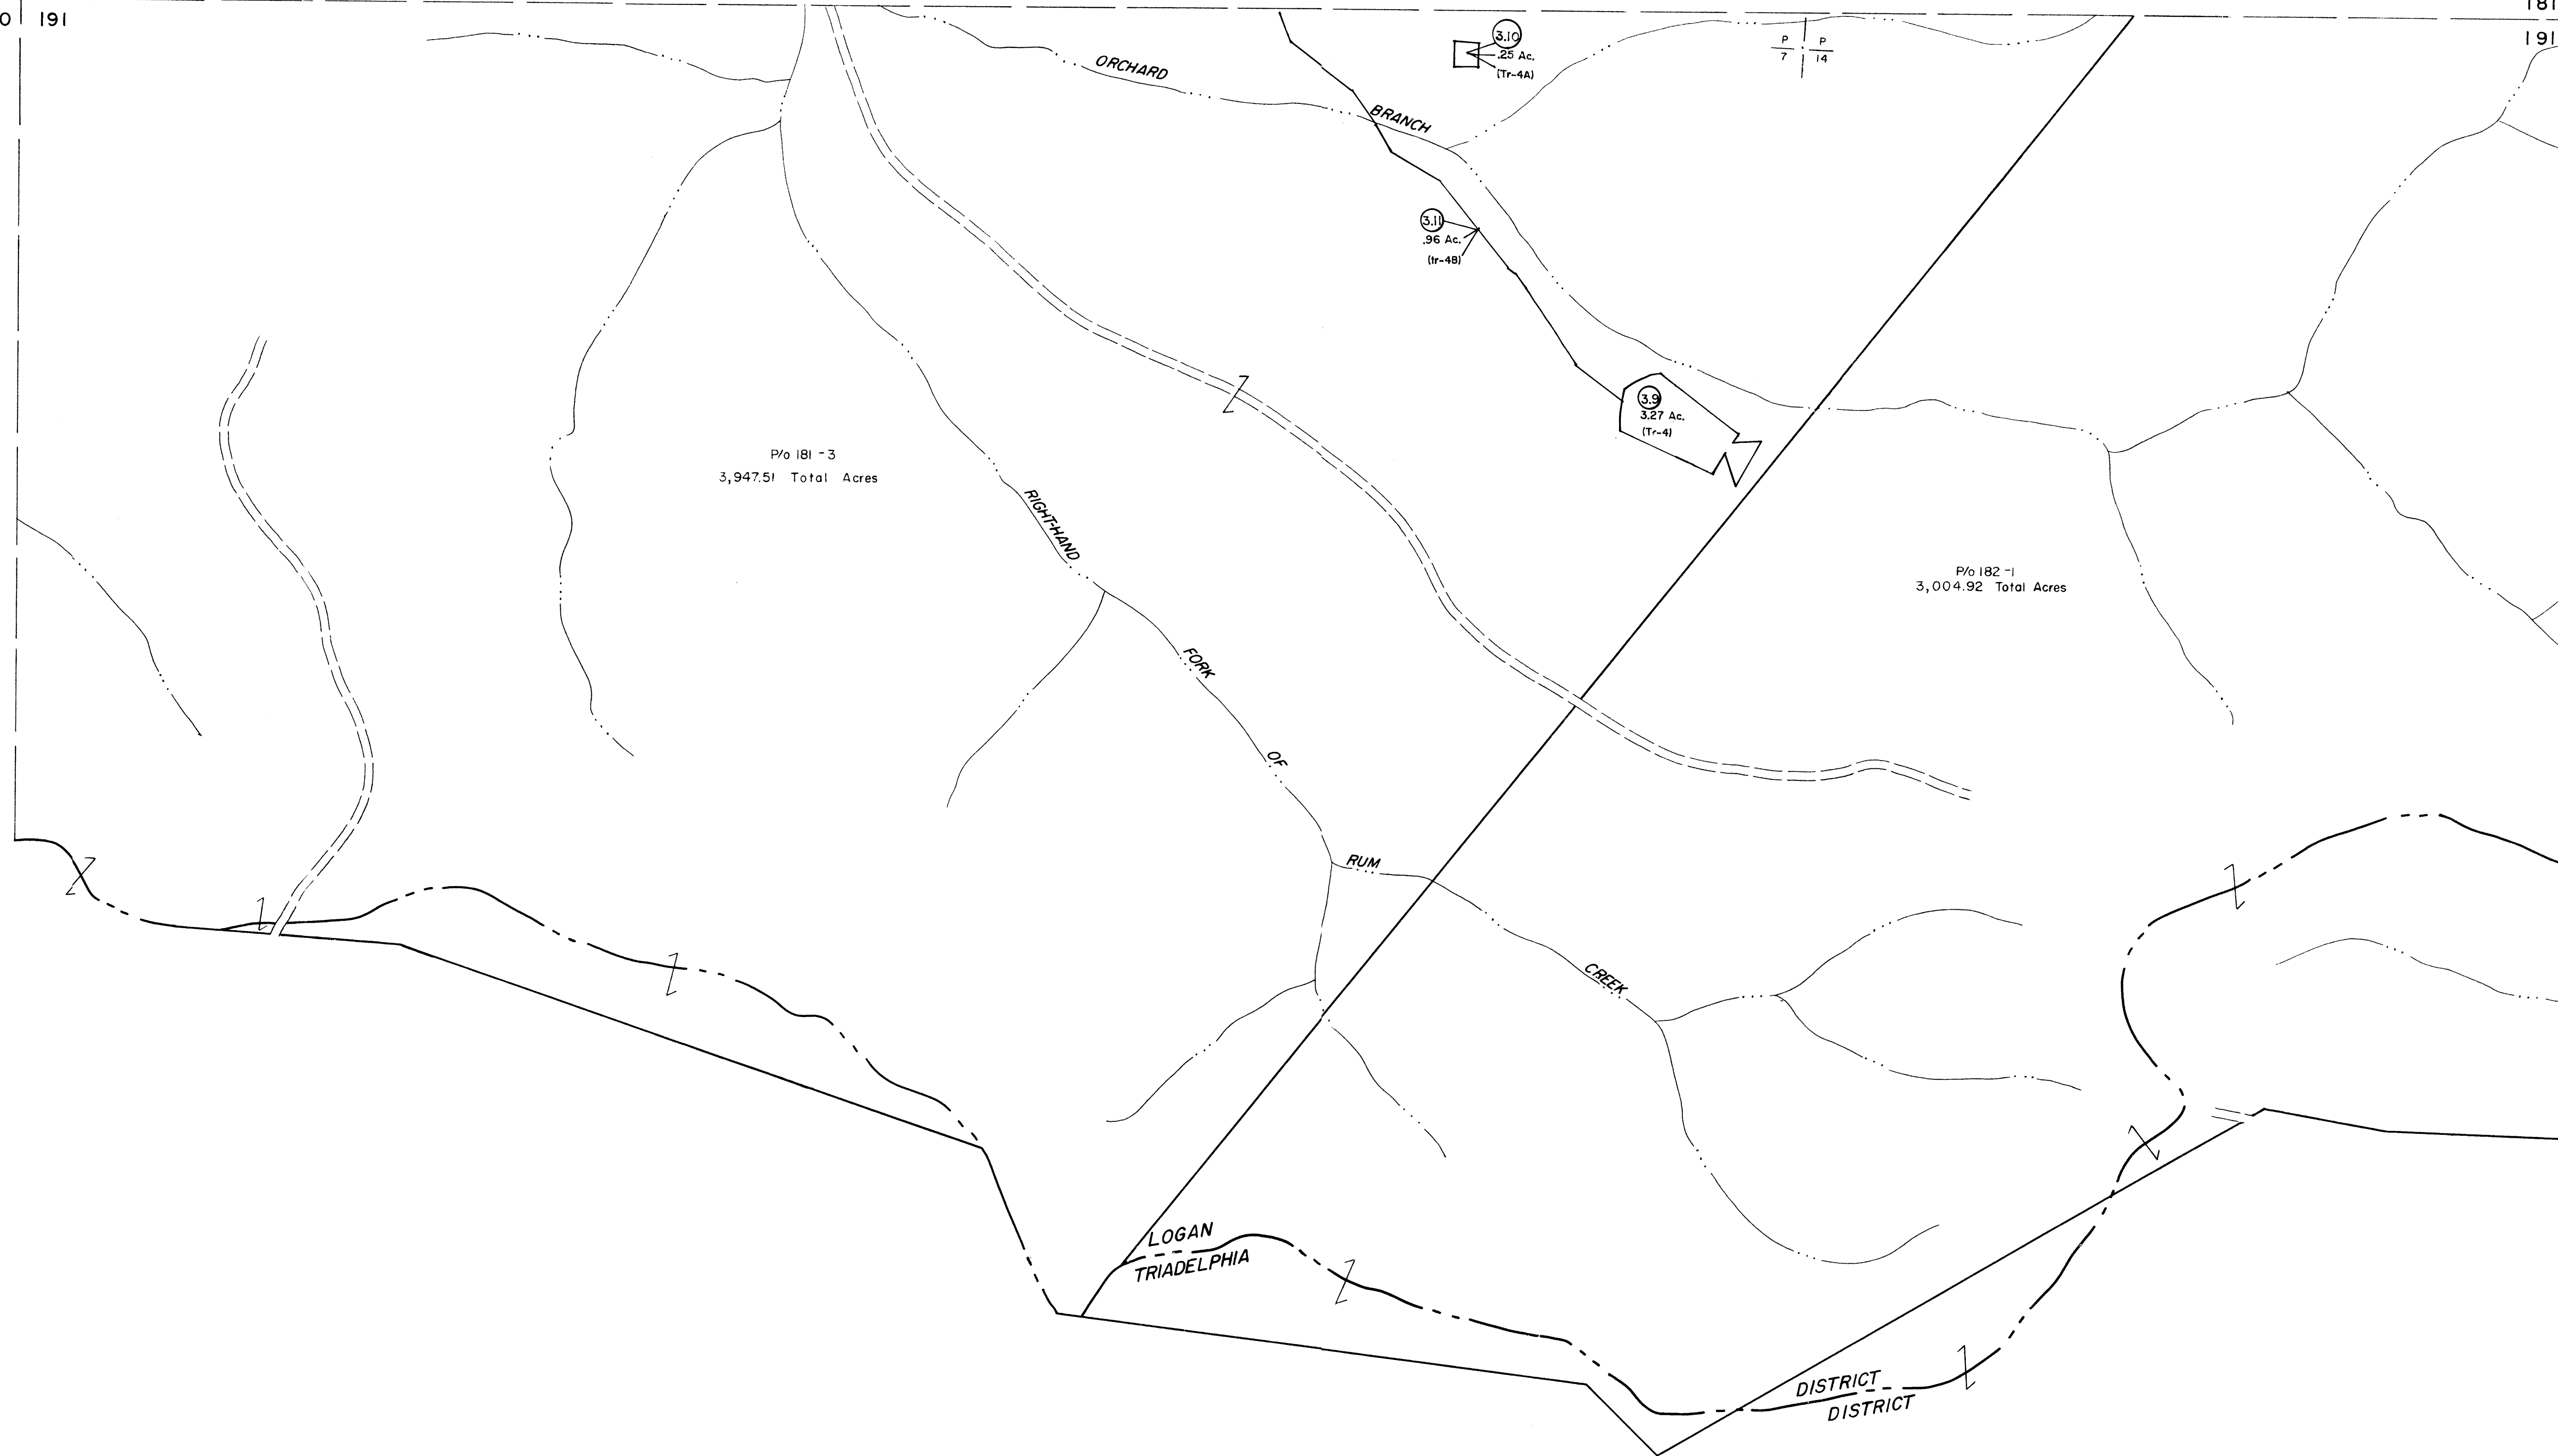 0 191
181
191
3.10
.25 Ac.
(Tr-4A)
P P
7 14
ORCHARD
BRANCH
3.11
.96 Ac.
(tr-4B)
3.9
3.27 Ac.
(Tr-4)
P/o 181 -3
3,947.51 Total Acres
P/o 182 -1
3,004.92 Total Acres
RIGHT-HAND
FORK
OF
RUM
CREEK
LOGAN
TRIADELPHIA
DISTRICT
DISTRICT